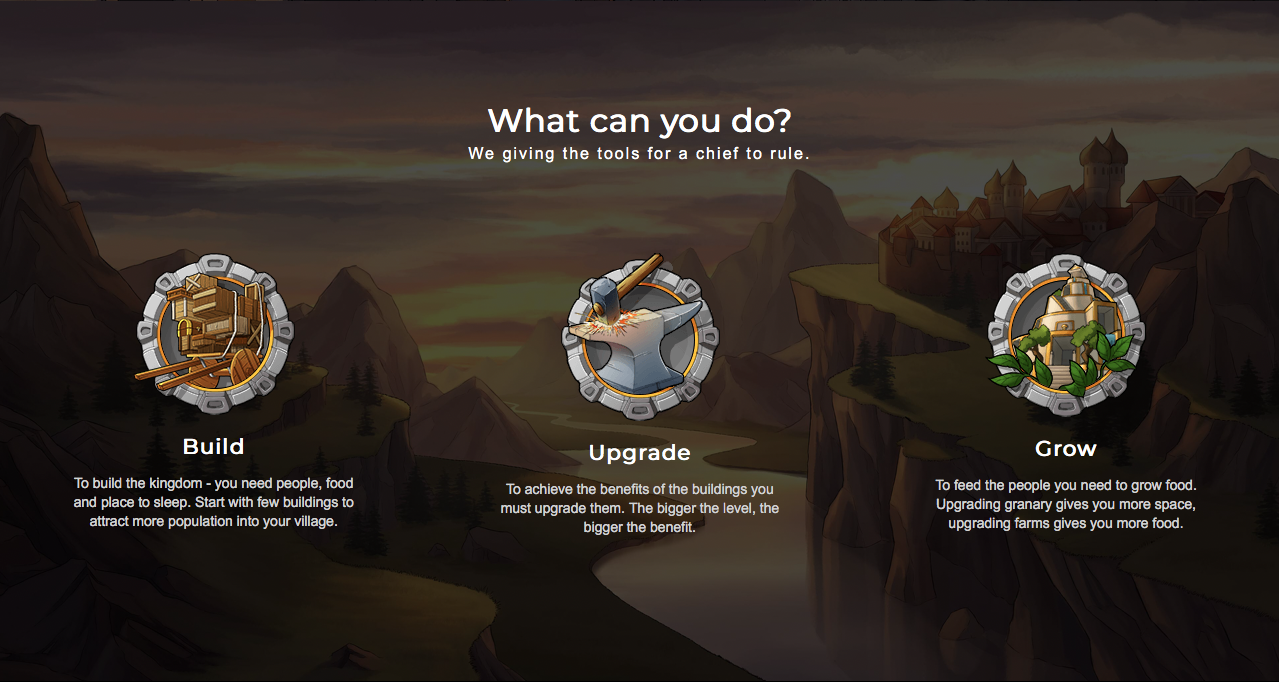 What can you do?
We giving the tools for a chief to rule.
Build
To build the kingdom - you need people, food
and place to sleep. Start with few buildings to
attract more population into your village.
Upgrade
To achieve the benefits of the buildings you
must upgrade them. The bigger the level, the
bigger the benefit.
Grow
To feed the people you need to grow food.
Upgrading granary gives you more space,
upgrading farms gives you more food.